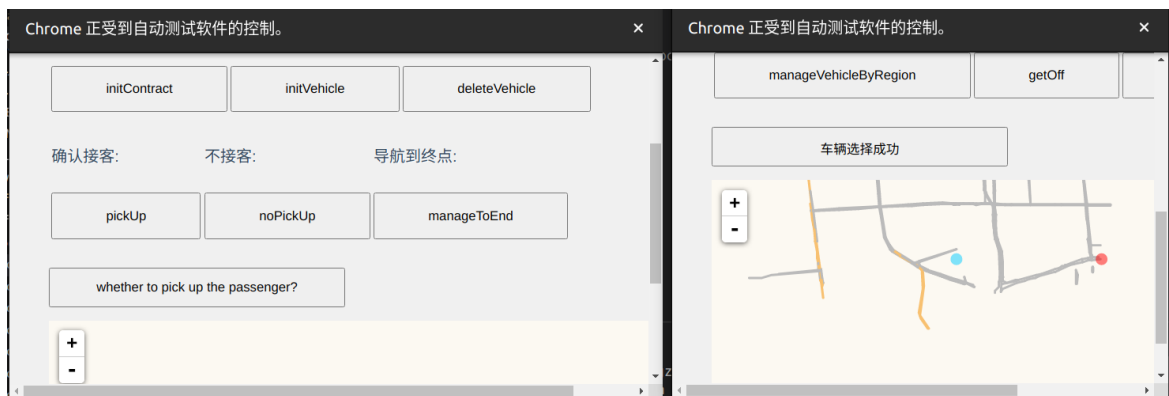 Chrome 正受到自动测试软件的控制。 ×
initContract initVehicle deleteVehicle
确认接客: 不接客: 导航到终点:
pickUp noPickUp manageToEnd
whether to pick up the passenger?
+
-
Chrome 正受到自动测试软件的控制。 ×
manageVehicleByRegion getOff
车辆选择成功
+
-